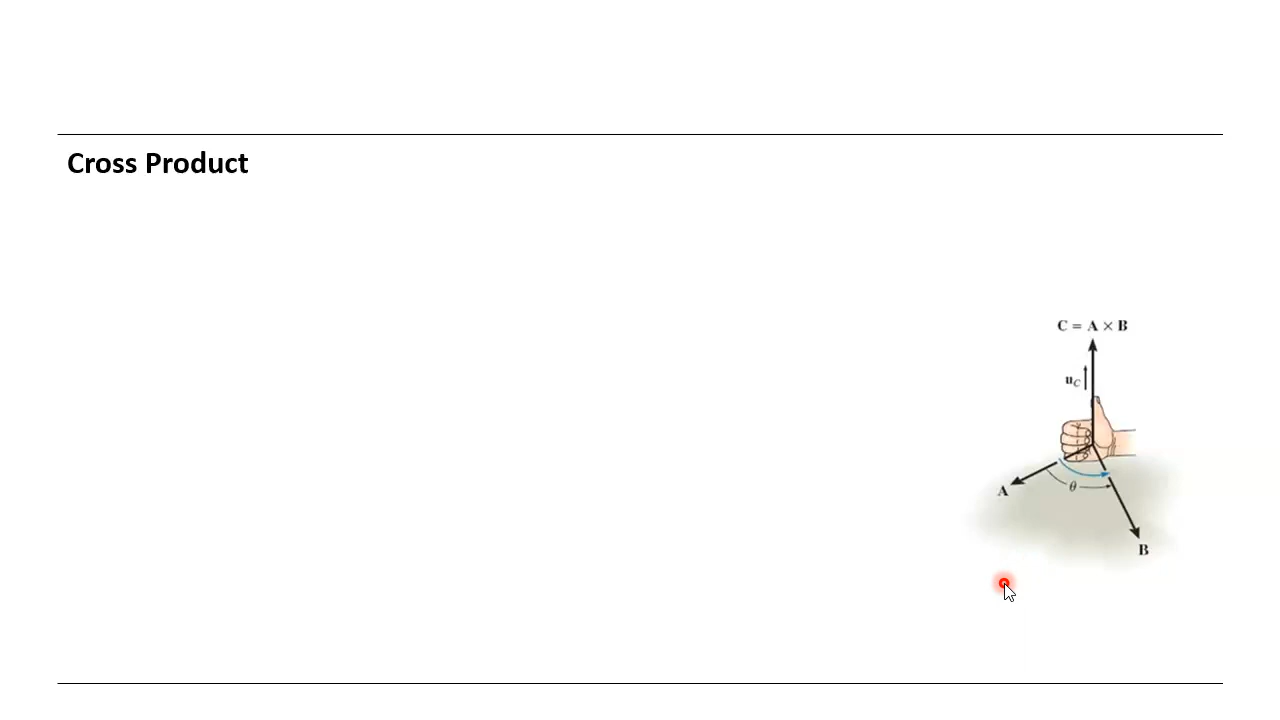 Cross Product
C = A × B
u_C
A
θ
B